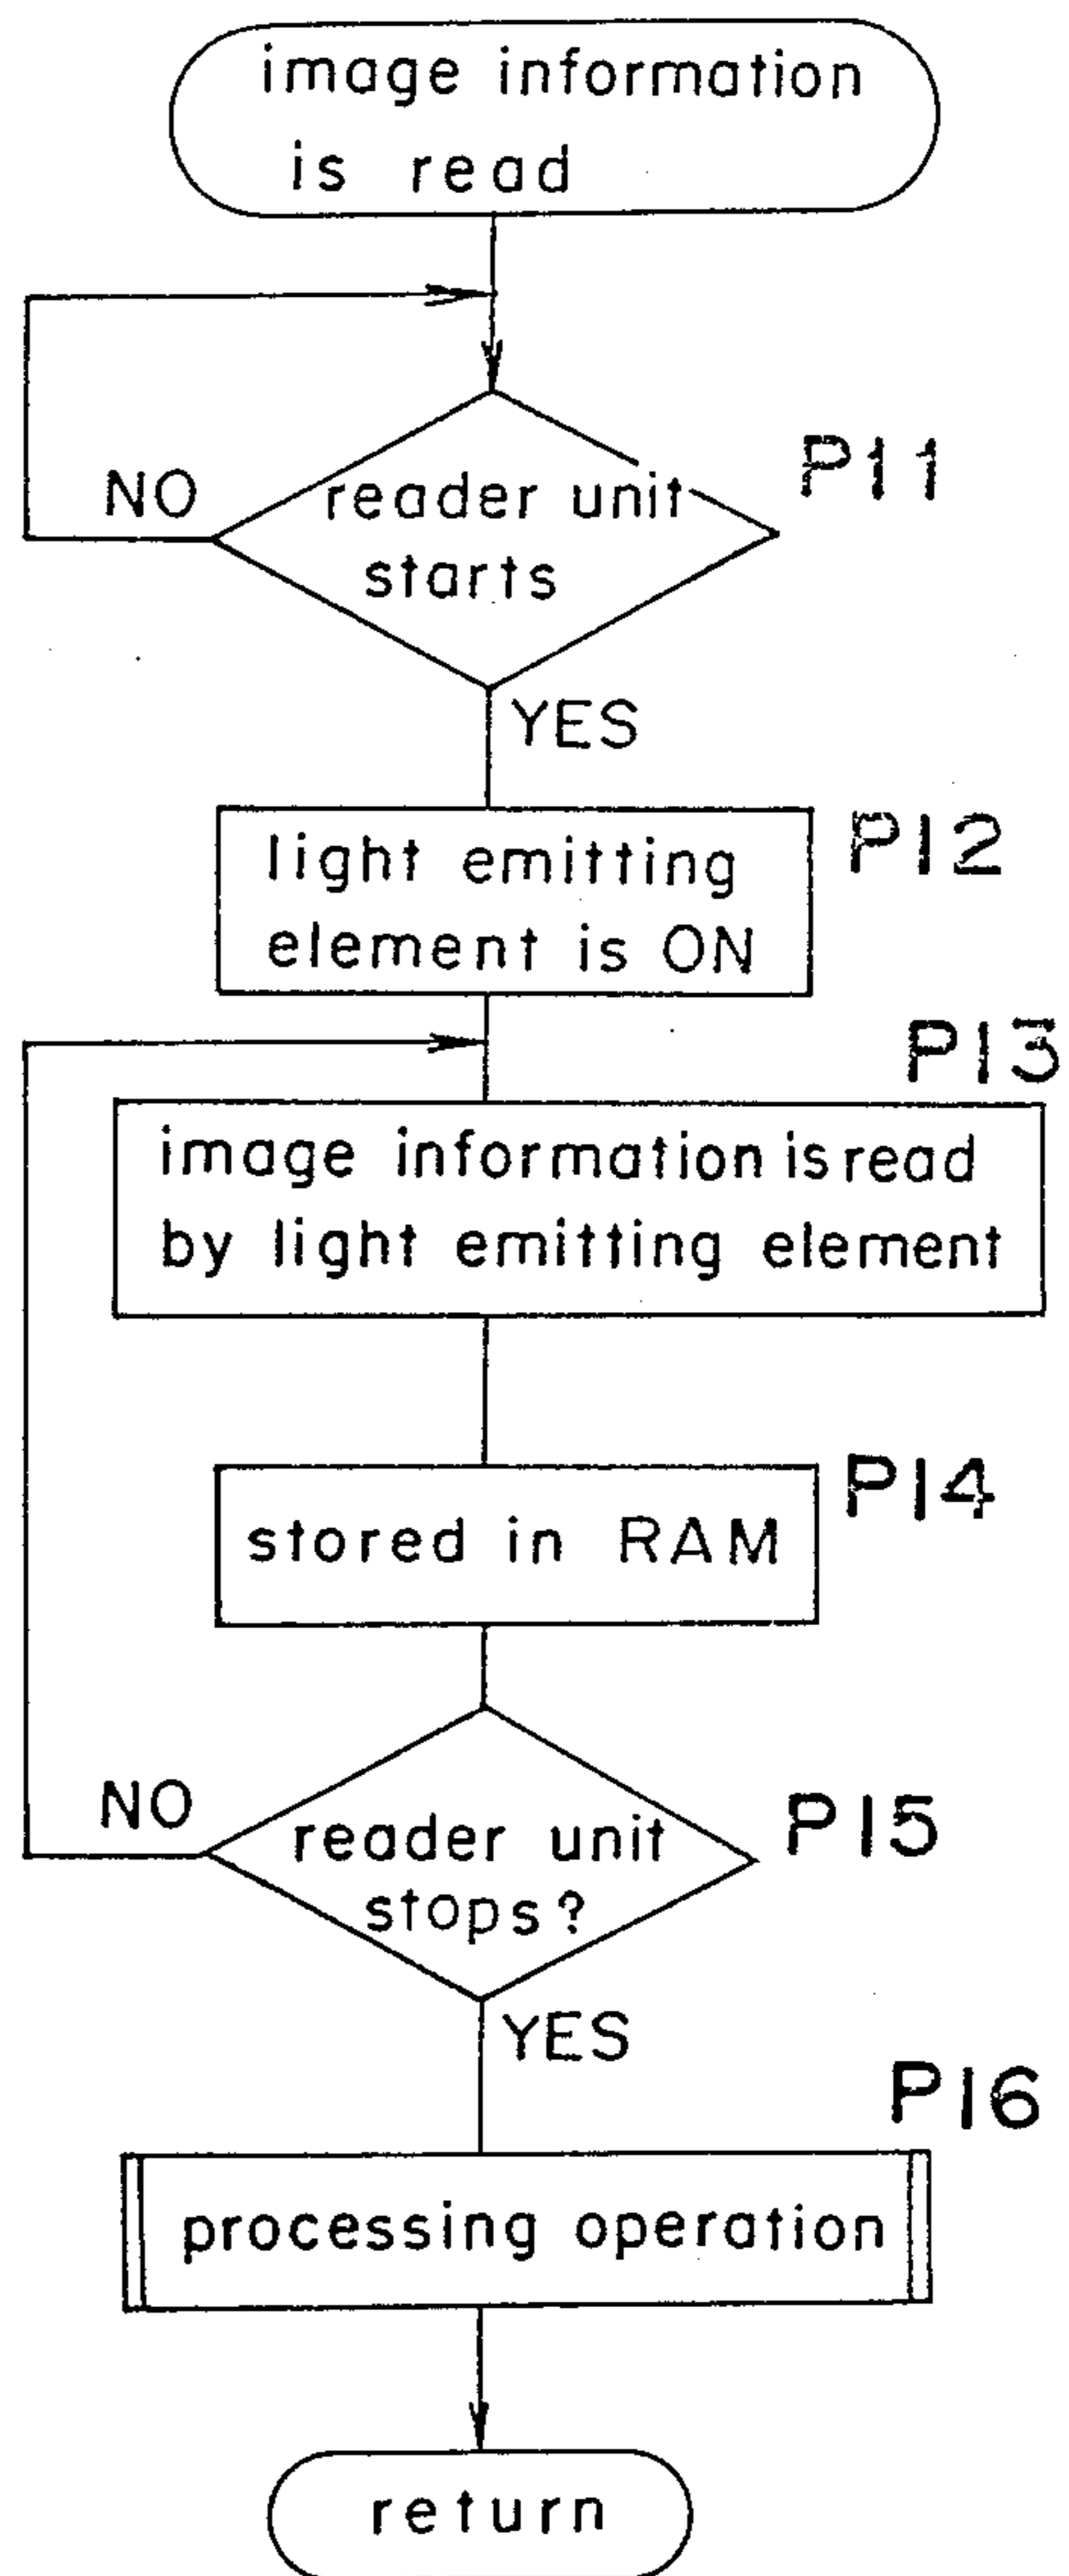 image information
is read
P11
NO
reader unit
starts
YES
P12
light emitting
element is ON
P13
image information is read
by light emitting element
P14
stored in RAM
NO
P15
reader unit
stops?
YES
P16
processing operation
return